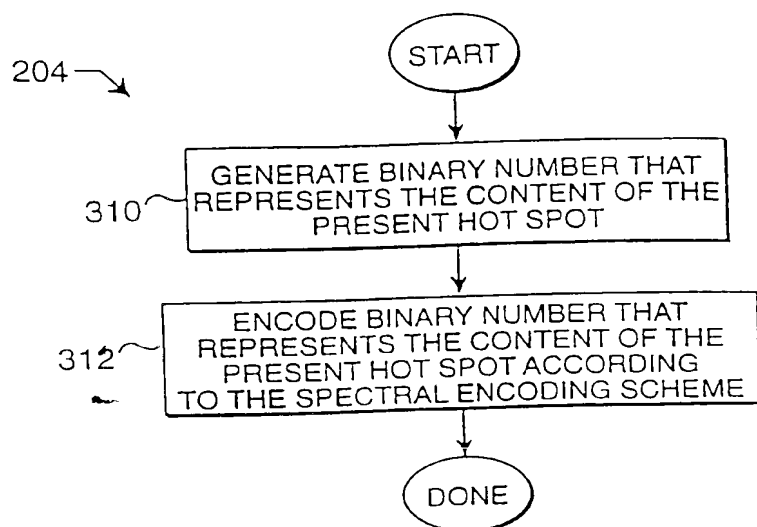 START
204
GENERATE BINARY NUMBER THAT
REPRESENTS THE CONTENT OF THE
PRESENT HOT SPOT.
310
ENCODE BINARY NUMBER THAT
REPRESENTS THE CONTENT OF THE
PRESENT HOT SPOT ACCORDING
TO THE SPECTRAL ENCODING SCHEME
312
DONE